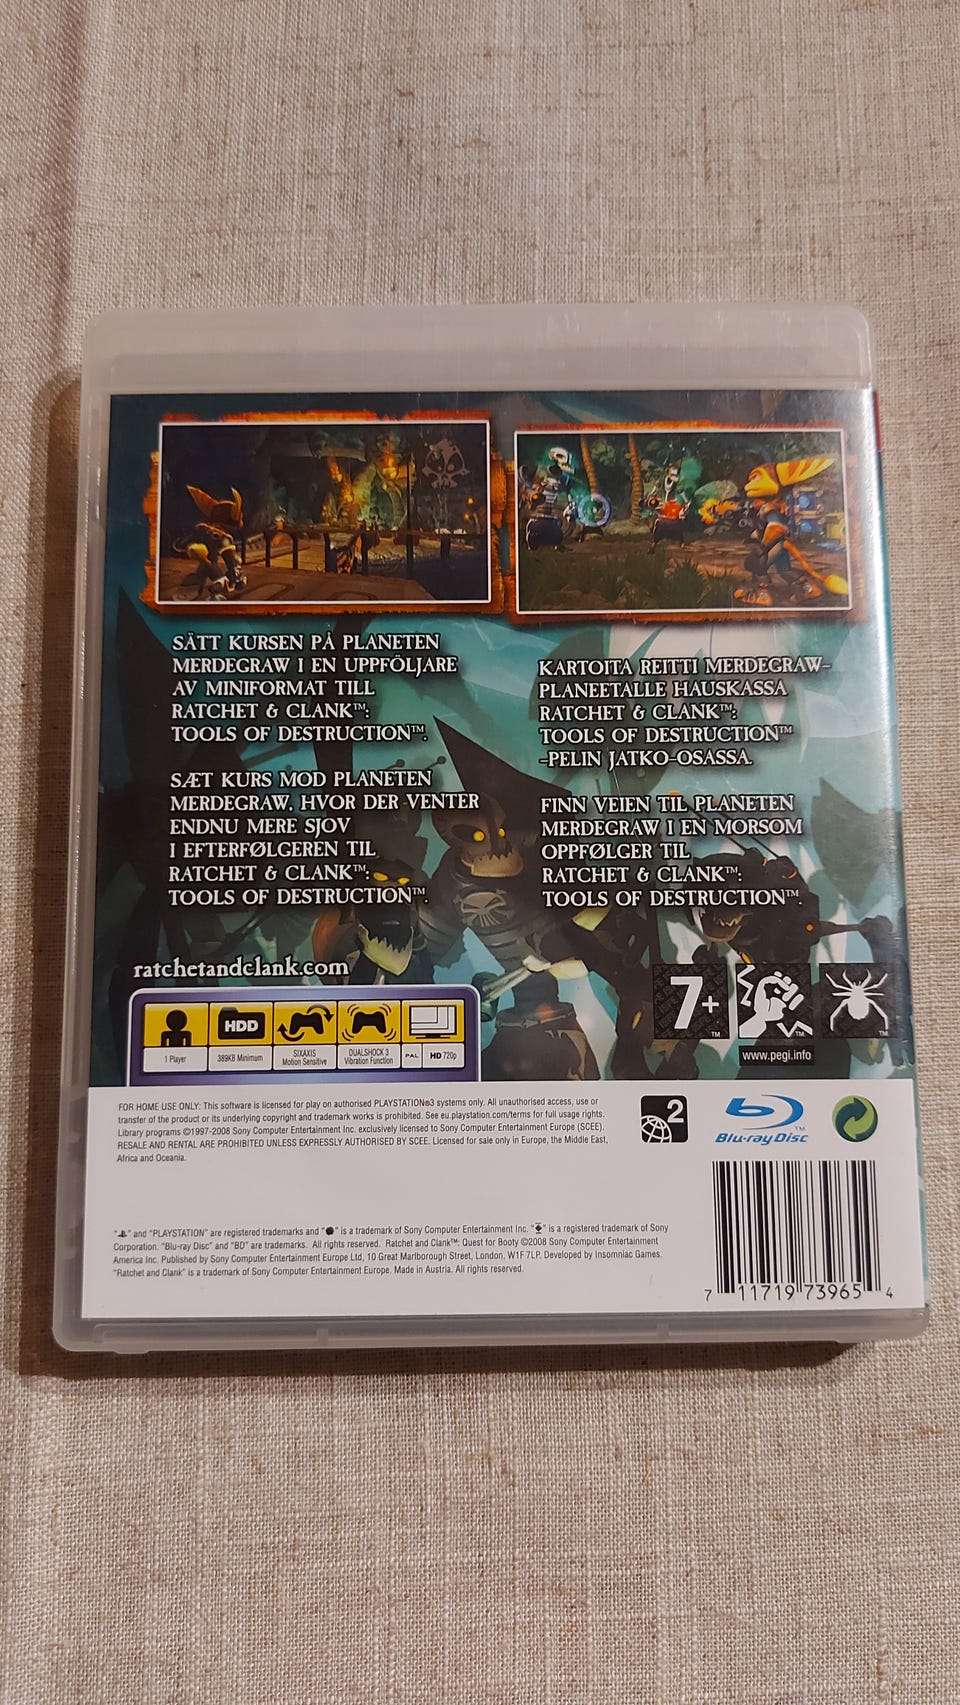 SÄTT KURSEN PÅ PLANETEN
MERDEGRAW I EN UPPFÖLJARE
AV MINIFORMAT TILL
RATCHET & CLANK™:
TOOLS OF DESTRUCTION™.
SÆT KURS MOD PLANETEN
MERDEGRAW, HVOR DER VENTER
ENDNU MERE SJOV
I EFTERFØLGEREN TIL
RATCHET & CLANK™:
TOOLS OF DESTRUCTION™.
KARTOITA REITTI MERDEGRAW-
PLANEETALLE HAUSKASSA
RATCHET & CLANK™:
TOOLS OF DESTRUCTION™
-PELIN JATKO-OSASSA.
FINN VEIEN TIL PLANETEN
MERDEGRAW I EN MORSOM
OPPFØLGER TIL
RATCHET & CLANK™:
TOOLS OF DESTRUCTION™.
ratchetandclank.com
HDD
1 Player
389KB Minimum
SIXAXIS
Motion Sensitive
DUALSHOCK 3
Vibration Function
PAL
HD 720p
7+ ™
™
™
www.pegi.info
FOR HOME USE ONLY: This software is licensed for play on authorised PLAYSTATION®3 systems only. All unauthorised access, use or
transfer of the product or its underlying copyright and trademark works is prohibited. See eu.playstation.com/terms for full usage rights.
Library programs ©1997-2008 Sony Computer Entertainment Inc. exclusively licensed to Sony Computer Entertainment Europe (SCEE).
RESALE AND RENTAL ARE PROHIBITED UNLESS EXPRESSLY AUTHORISED BY SCEE. Licensed for sale only in Europe, the Middle East,
Africa and Oceania.
2
Blu-ray Disc™
" " and "PLAYSTATION" are registered trademarks and " " is a trademark of Sony Computer Entertainment Inc. " " is a registered trademark of Sony
Corporation. "Blu-ray Disc" and "BD" are trademarks. All rights reserved. Ratchet and Clank™: Quest for Booty ©2008 Sony Computer Entertainment
America Inc. Published by Sony Computer Entertainment Europe Ltd, 10 Great Marlborough Street, London, W1F 7LP. Developed by Insomniac Games.
"Ratchet and Clank" is a trademark of Sony Computer Entertainment Europe. Made in Austria. All rights reserved.
7 11719 73965 4